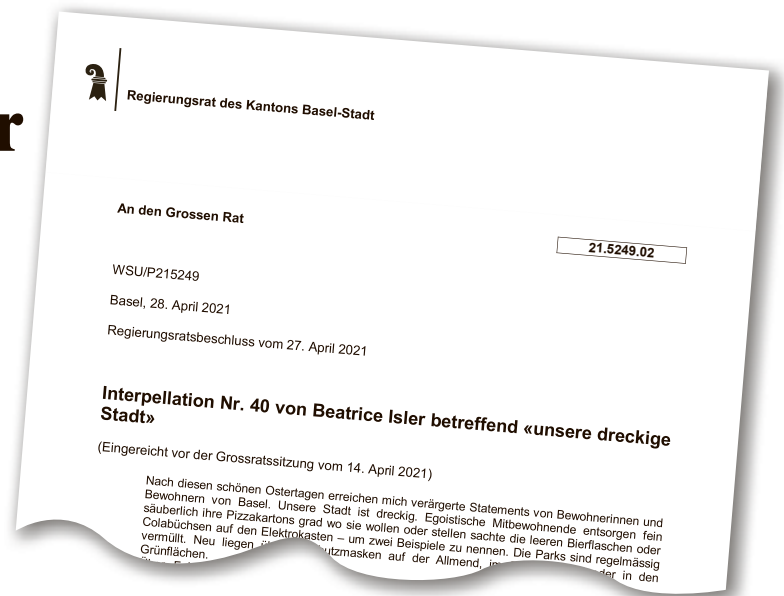 r
Regierungsrat des Kantons Basel-Stadt
An den Grossen Rat
21.5249.02
WSU/P215249
Basel, 28. April 2021
Regierungsratsbeschluss vom 27. April 2021
Interpellation Nr. 40 von Beatrice Isler betreffend «unsere dreckige
Stadt»
(Eingereicht vor der Grossratssitzung vom 14. April 2021)
Nach diesen schönen Ostertagen erreichen mich verärgerte Statements von Bewohnerinnen und
Bewohnern von Basel. Unsere Stadt ist dreckig. Egoistische Mitbewohnende entsorgen fein
säuberlich ihre Pizzakartons grad wo sie wollen oder stellen sachte die leeren Bierflaschen oder
Colabüchsen auf den Elektrokasten – um zwei Beispiele zu nennen. Die Parks sind regelmässig
vermüllt. Neu liegen utzmasken auf der Allmend, in den
Grünflächen.